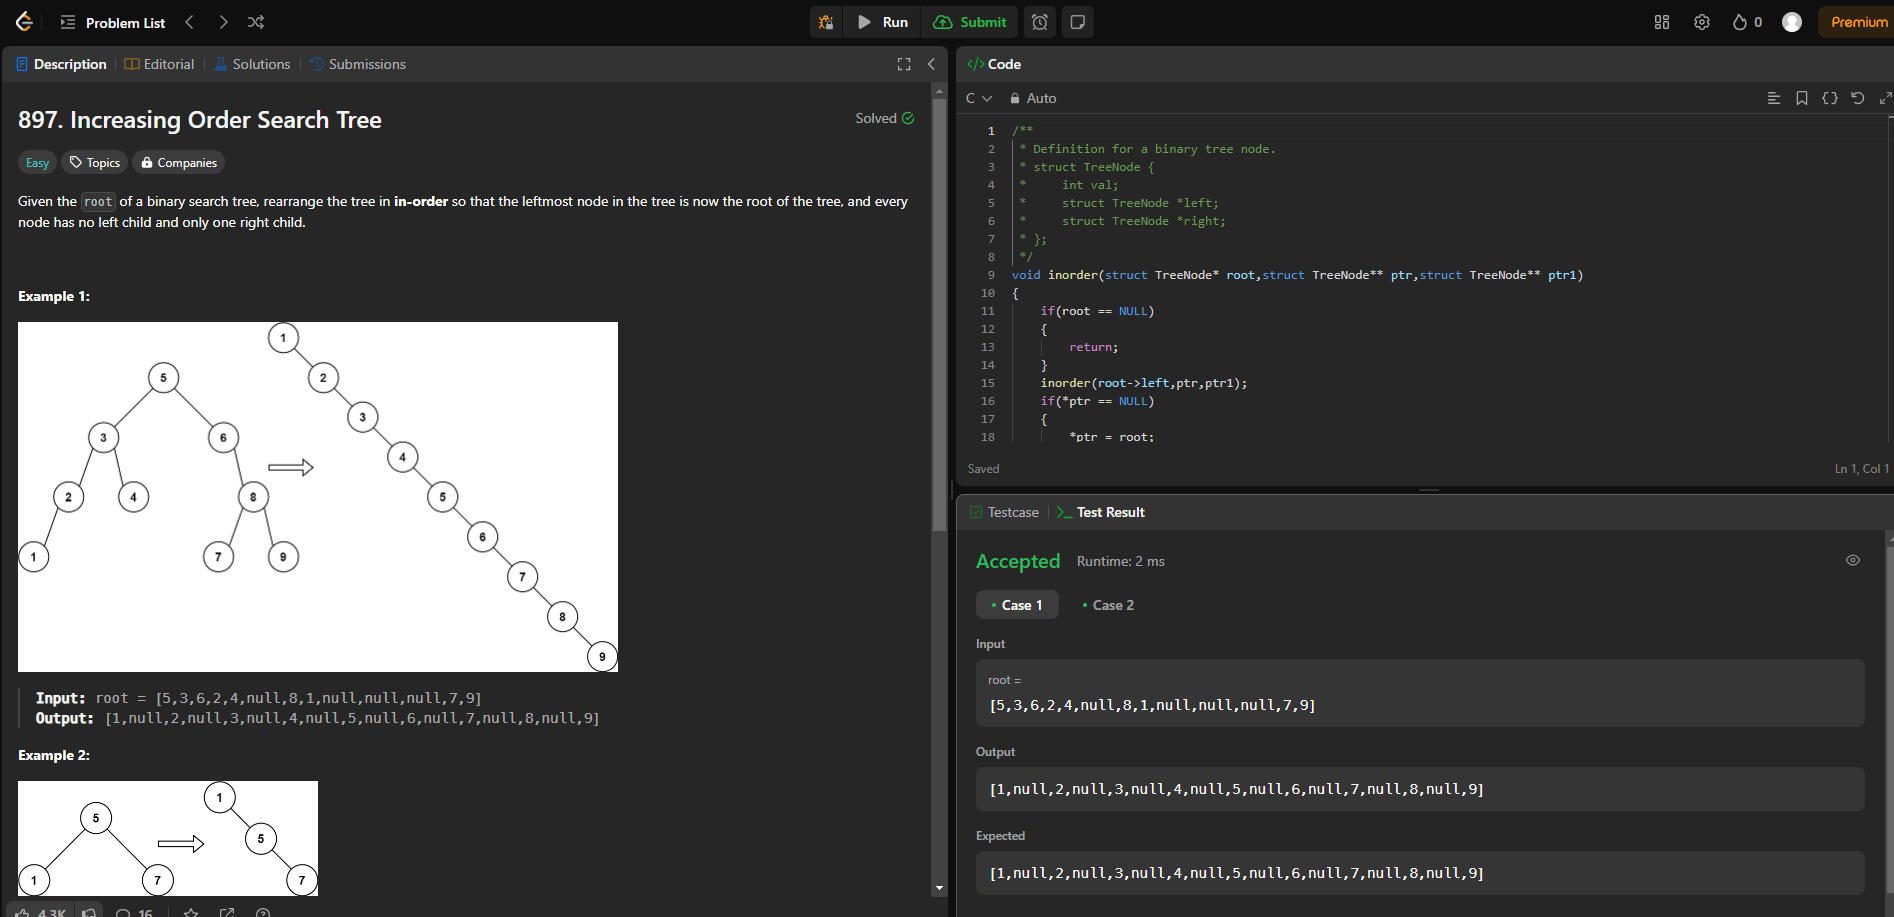 Problem List
Run
Submit
0
Premium
Description
Editorial
Solutions
Submissions
897. Increasing Order Search Tree
Solved
Easy
Topics
Companies
Given the root of a binary search tree, rearrange the tree in in-order so that the leftmost node in the tree is now the root of the tree, and every
node has no left child and only one right child.
Example 1:
1
5
2
3
6
3
4
2
4
8
5
6
1
7
9
7
8
9
Input: root = [5,3,6,2,4,null,8,1,null,null,null,7,9]
Output: [1,null,2,null,3,null,4,null,5,null,6,null,7,null,8,null,9]
Example 2:
1
5
5
1
7
7
4.3K
16
Code
C
Auto
1 /**
2 * Definition for a binary tree node.
3 * struct TreeNode {
4 *     int val;
5 *     struct TreeNode *left;
6 *     struct TreeNode *right;
7 * };
8 */
9 void inorder(struct TreeNode* root,struct TreeNode** ptr,struct TreeNode** ptr1)
10 {
11     if(root == NULL)
12     {
13         return;
14     }
15     inorder(root->left,ptr,ptr1);
16     if(*ptr == NULL)
17     {
18         *ptr = root;
Saved
Ln 1, Col 1
Testcase
Test Result
Accepted
Runtime: 2 ms
Case 1
Case 2
Input
root =
[5,3,6,2,4,null,8,1,null,null,null,7,9]
Output
[1,null,2,null,3,null,4,null,5,null,6,null,7,null,8,null,9]
Expected
[1,null,2,null,3,null,4,null,5,null,6,null,7,null,8,null,9]